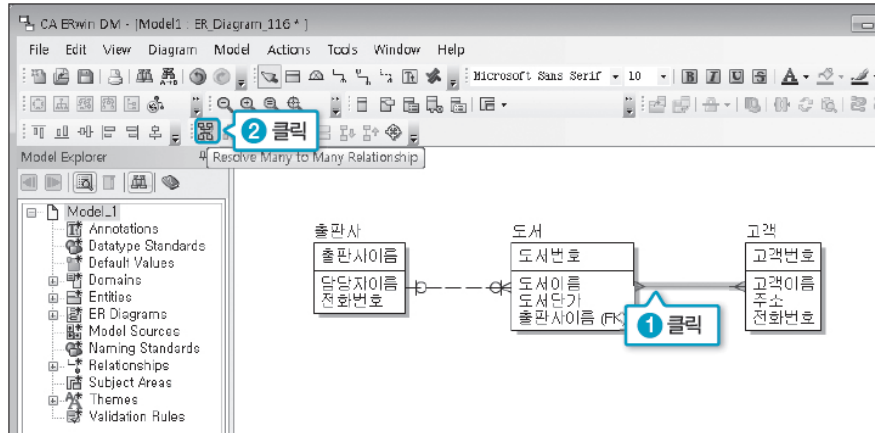 CA ERwin DM - [Model1 : ER_Diagram_116 * ]
File Edit View Diagram Model Actions Tools Window Help
Microsoft Sans Serif 10 B I U S A
2 클릭
Model Explorer
Resolve Many to Many Relationship
Model_1
Annotations
Datatype Standards
Default Values
Domains
Entities
ER Diagrams
Model Sources
Naming Standards
Relationships
Subject Areas
Themes
Validation Rules
출판사
출판사이름
담당자이름
전화번호
도서
도서번호
도서이름
도서단가
출판사이름 (FK)
1 클릭
고객
고객번호
고객이름
주소
전화번호